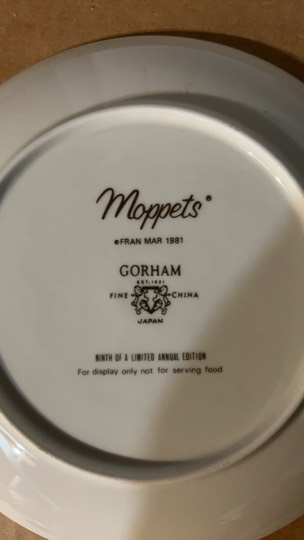 Moppets®
©FRAN MAR 1981
GORHAM
EST. 1831
FINE CHINA
JAPAN
NINTH OF A LIMITED ANNUAL EDITION
For display only not for serving food